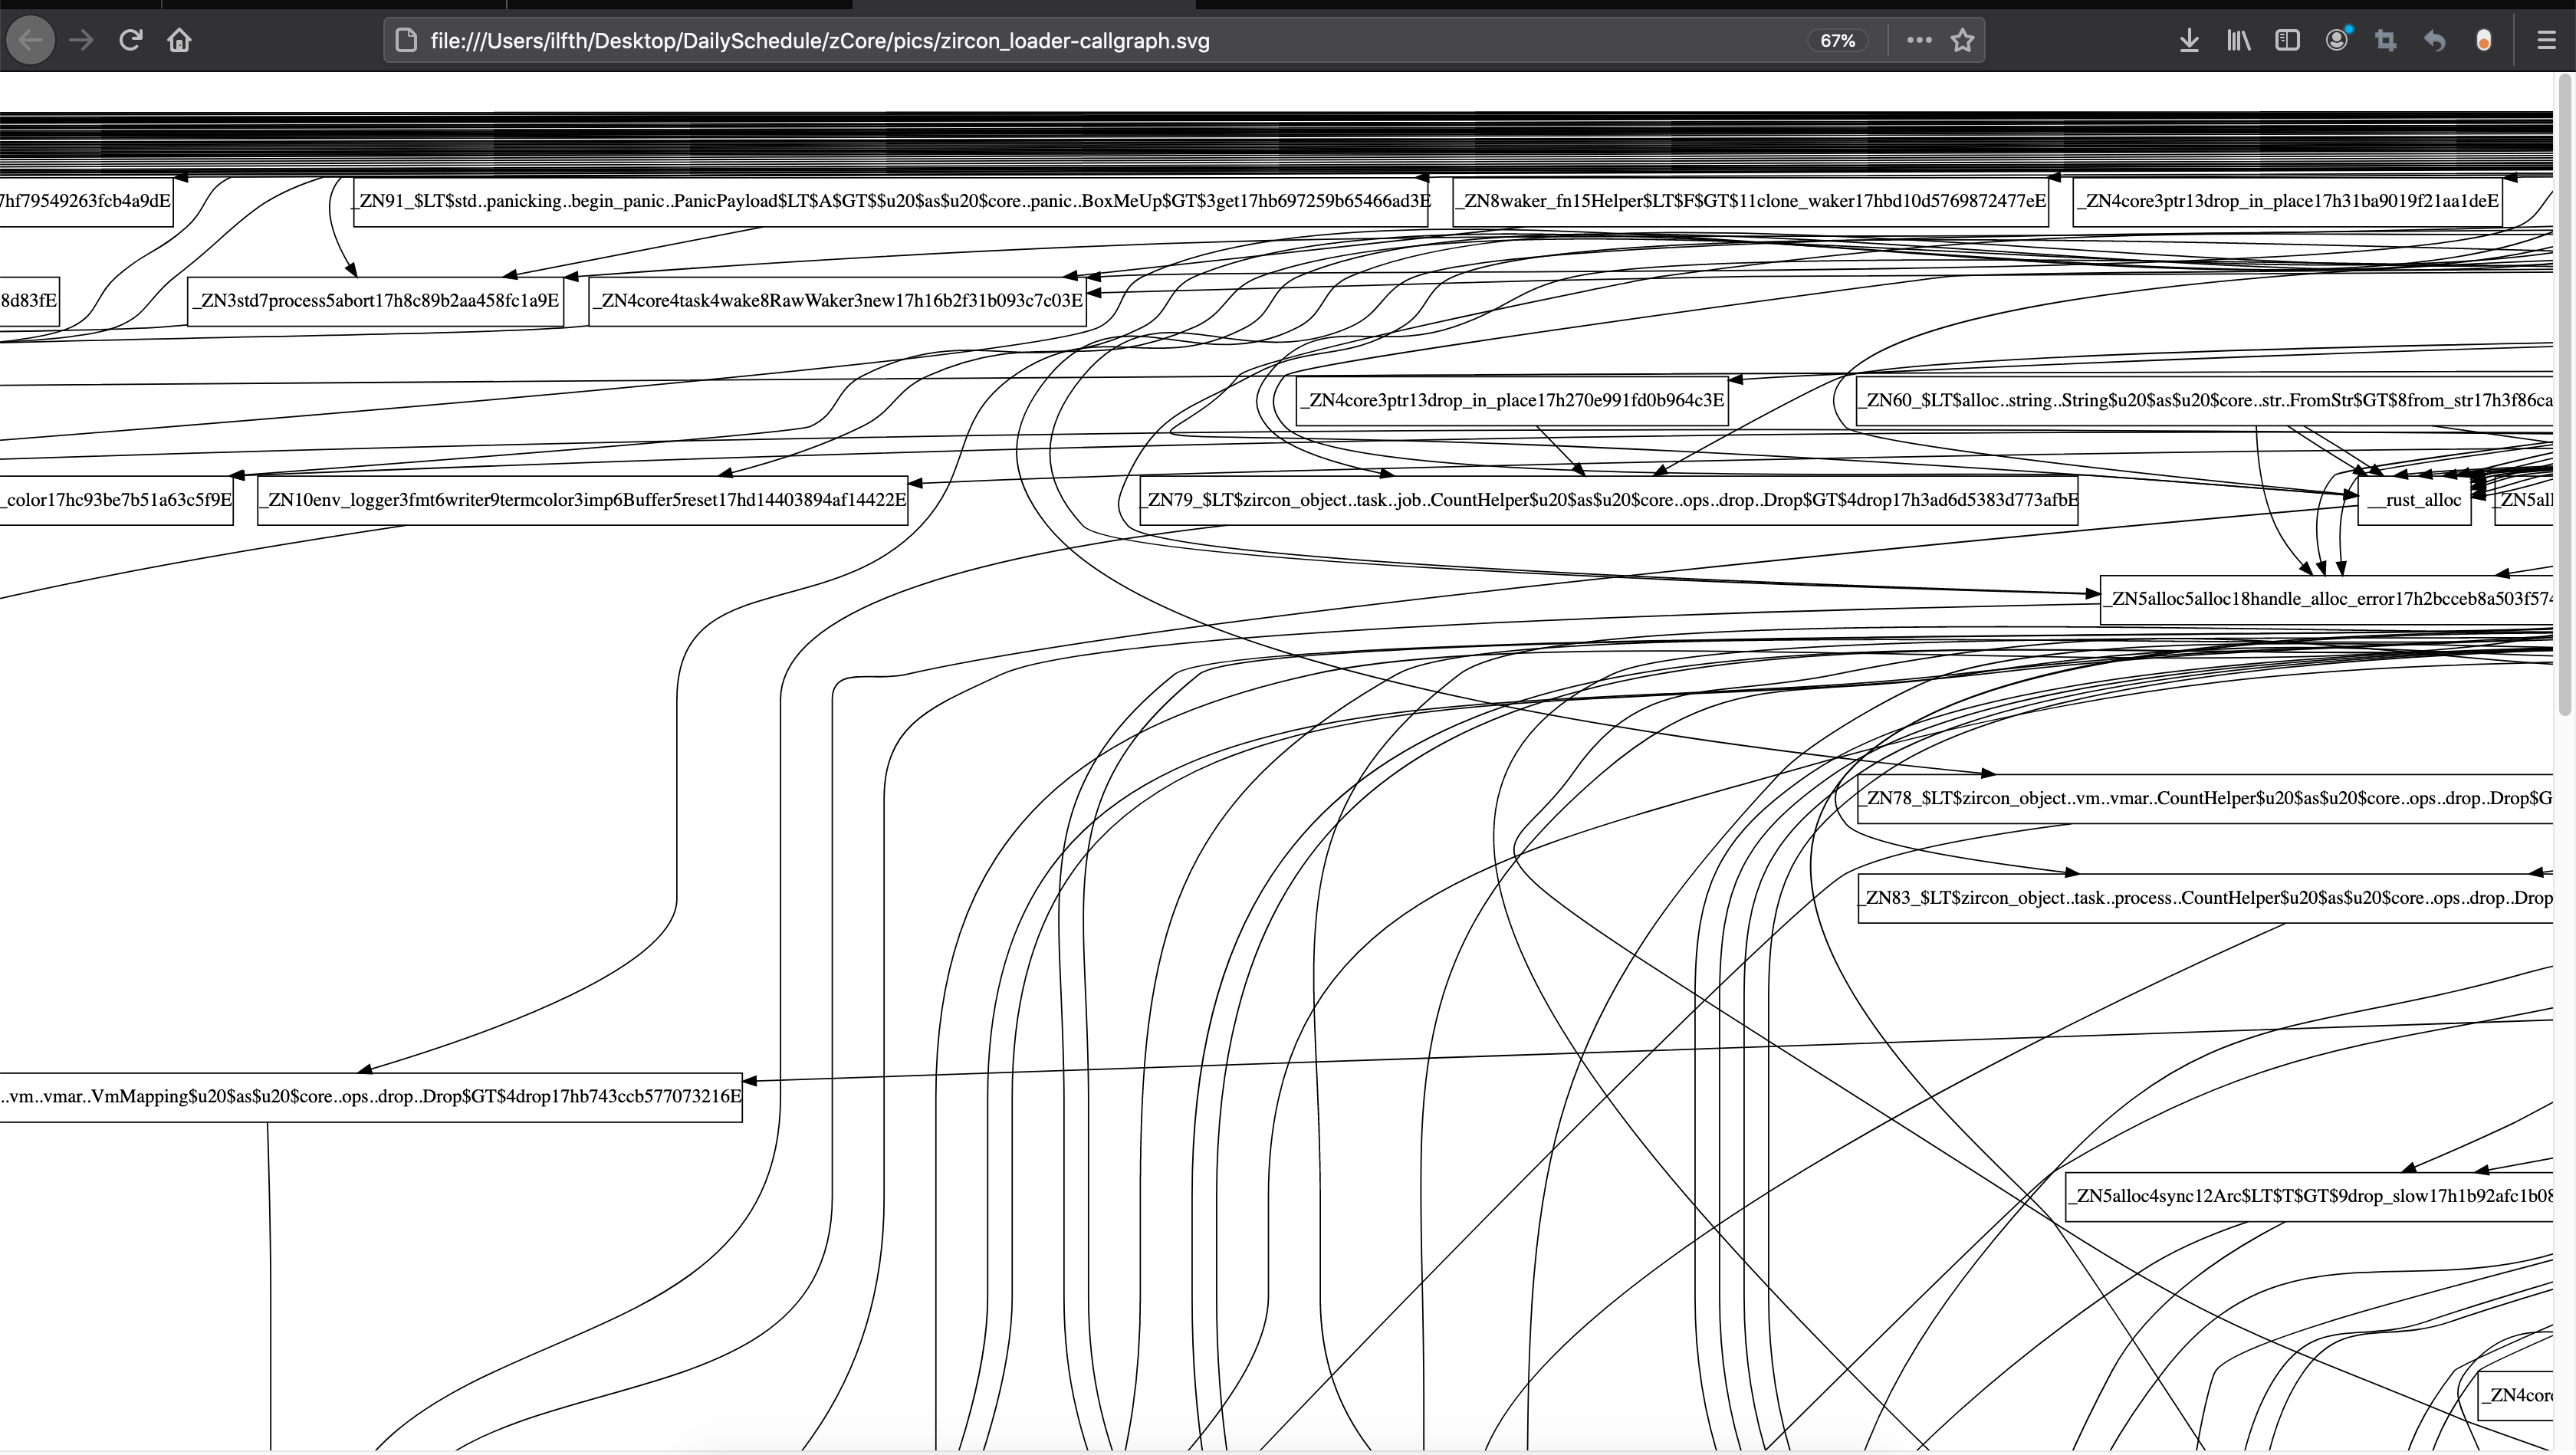 file:///Users/ilfth/Desktop/DailySchedule/zCore/pics/zircon_loader-callgraph.svg
67%
7hf79549263fcb4a9dE
_ZN91_$LT$std..panicking..begin_panic..PanicPayload$LT$A$GT$$u20$as$u20$core..panic..BoxMeUp$GT$3get17hb697259b65466ad3E
_ZN8waker_fn15Helper$LT$F$GT$11clone_waker17hbd10d5769872477eE
_ZN4core3ptr13drop_in_place17h31ba9019f21aa1deE
8d83fE
_ZN3std7process5abort17h8c89b2aa458fc1a9E
_ZN4core4task4wake8RawWaker3new17h16b2f31b093c7c03E
_ZN4core3ptr13drop_in_place17h270e991fd0b964c3E
_ZN60_$LT$alloc..string..String$u20$as$u20$core..str..FromStr$GT$8from_str17h3f86ca
_color17hc93be7b51a63c5f9E
_ZN10env_logger3fmt6writer9termcolor3imp6Buffer5reset17hd14403894af14422E
_ZN79_$LT$zircon_object..task..job..CountHelper$u20$as$u20$core..ops..drop..Drop$GT$4drop17h3ad6d5383d773afbE
__rust_alloc
_ZN5all
_ZN5alloc5alloc18handle_alloc_error17h2bcceb8a503f574
_ZN78_$LT$zircon_object..vm..vmar..CountHelper$u20$as$u20$core..ops..drop..Drop$G
_ZN83_$LT$zircon_object..task..process..CountHelper$u20$as$u20$core..ops..drop..Drop
..vm..vmar..VmMapping$u20$as$u20$core..ops..drop..Drop$GT$4drop17hb743ccb577073216E
_ZN5alloc4sync12Arc$LT$T$GT$9drop_slow17h1b92afc1b08
_ZN4core